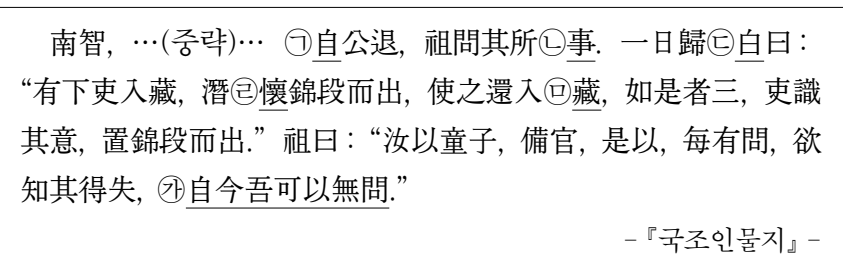 南智, …(중략)… ㉠自公退, 祖問其所㉡事. 一日歸㉢白曰 :
“有下吏入藏, 潛㉣懷錦段而出, 使之還入㉤藏, 如是者三, 吏識
其意, 置錦段而出.” 祖曰 : “汝以童子, 備官, 是以, 每有問, 欲
知其得失, ㉮自今吾可以無問.”
-『국조인물지』-